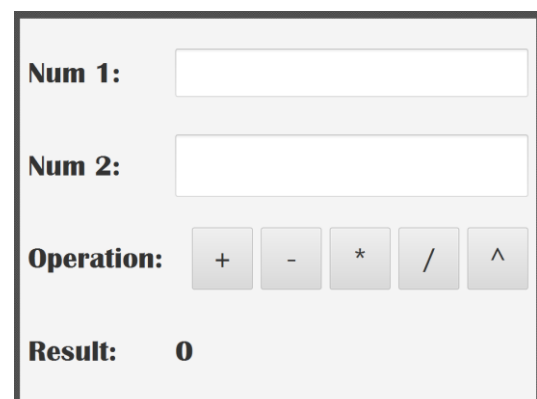 Num 1:
Num 2:
Operation: + - * / ^
Result: 0